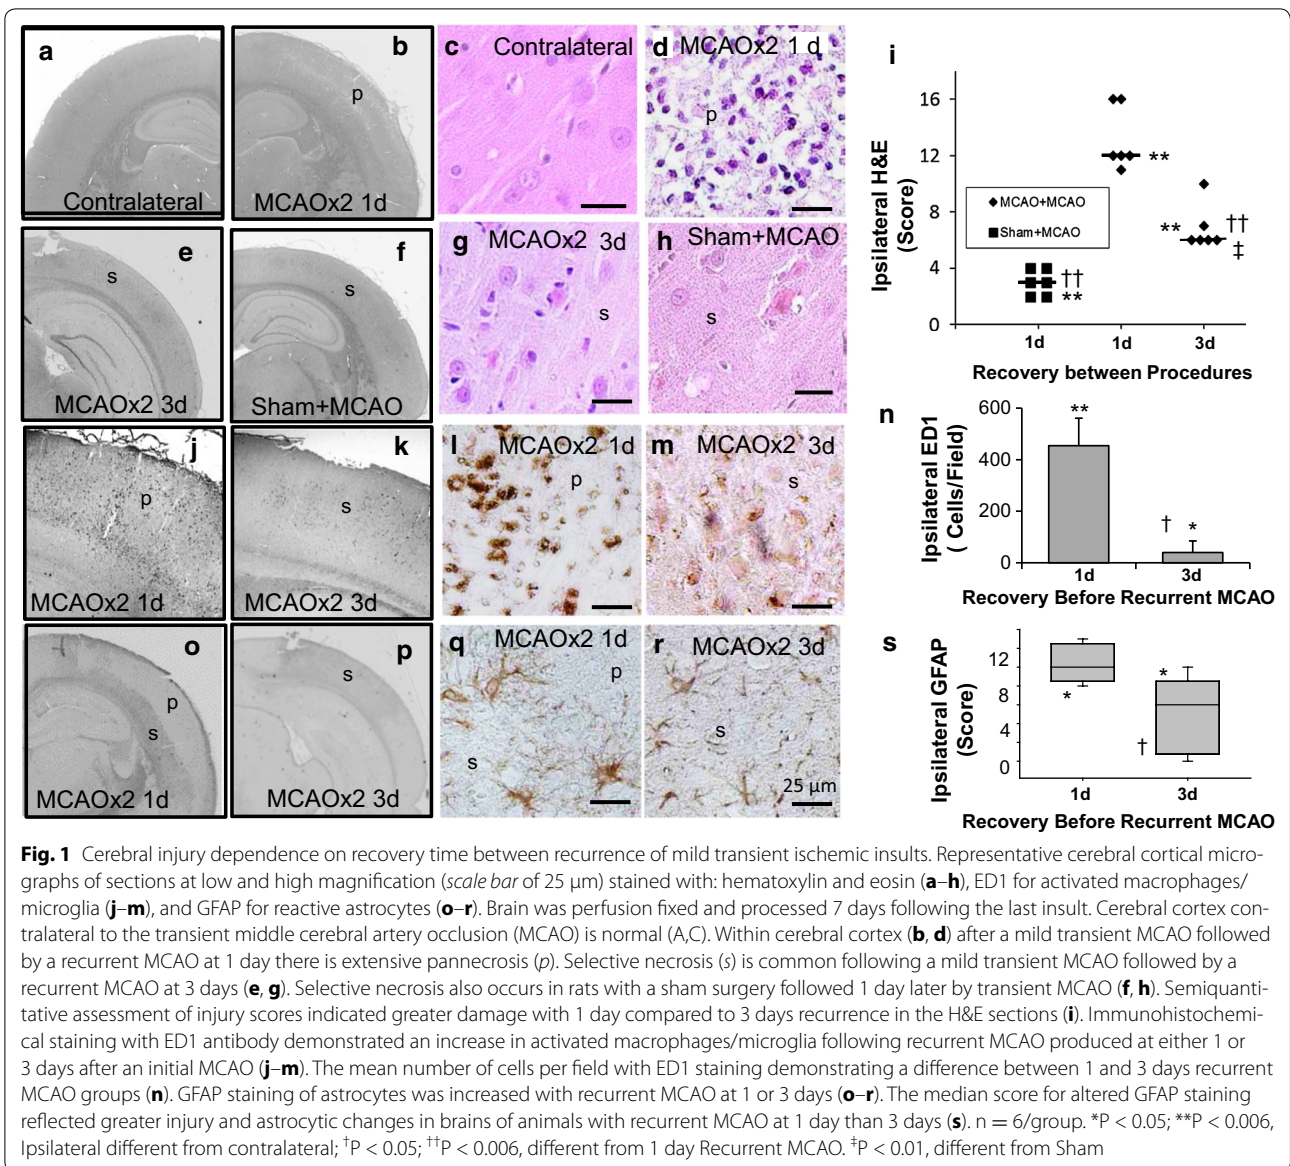 a
Contralateral
b
p
MCAOx2 1d
c Contralateral
d MCAOx2 1 d
p
e
s
MCAOx2 3d
f
s
Sham+MCAO
g MCAOx2 3d
s
h Sham+MCAO
s
i
Ipsilateral H&E
(Score)
16
12
8
4
0
**
◆ MCAO+MCAO
■ Sham+MCAO
††
**
**
††
‡
1d 1d 3d
Recovery between Procedures
j
p
MCAOx2 1d
k
s
MCAOx2 3d
l MCAOx2 1d
p
m MCAOx2 3d
s
n
Ipsilateral ED1
( Cells/Field)
600
400
200
0
**
† *
1d 3d
Recovery Before Recurrent MCAO
o
p
s
MCAOx2 1d
p
s
MCAOx2 3d
q MCAOx2 1d
p
s
r MCAOx2 3d
s
25 µm
s
Ipsilateral GFAP
(Score)
12
8
4
0
*
*
†
1d 3d
Recovery Before Recurrent MCAO
Fig. 1 Cerebral injury dependence on recovery time between recurrence of mild transient ischemic insults. Representative cerebral cortical micro-
graphs of sections at low and high magnification (scale bar of 25 µm) stained with: hematoxylin and eosin (a–h), ED1 for activated macrophages/
microglia (j–m), and GFAP for reactive astrocytes (o–r). Brain was perfusion fixed and processed 7 days following the last insult. Cerebral cortex con-
tralateral to the transient middle cerebral artery occlusion (MCAO) is normal (A,C). Within cerebral cortex (b, d) after a mild transient MCAO followed
by a recurrent MCAO at 1 day there is extensive pannecrosis (p). Selective necrosis (s) is common following a mild transient MCAO followed by a
recurrent MCAO at 3 days (e, g). Selective necrosis also occurs in rats with a sham surgery followed 1 day later by transient MCAO (f, h). Semiquanti-
tative assessment of injury scores indicated greater damage with 1 day compared to 3 days recurrence in the H&E sections (i). Immunohistochemi-
cal staining with ED1 antibody demonstrated an increase in activated macrophages/microglia following recurrent MCAO produced at either 1 or
3 days after an initial MCAO (j–m). The mean number of cells per field with ED1 staining demonstrating a difference between 1 and 3 days recurrent
MCAO groups (n). GFAP staining of astrocytes was increased with recurrent MCAO at 1 or 3 days (o–r). The median score for altered GFAP staining
reflected greater injury and astrocytic changes in brains of animals with recurrent MCAO at 1 day than 3 days (s). n = 6/group. *P < 0.05; **P < 0.006,
Ipsilateral different from contralateral; †P < 0.05; ††P < 0.006, different from 1 day Recurrent MCAO. ‡P < 0.01, different from Sham